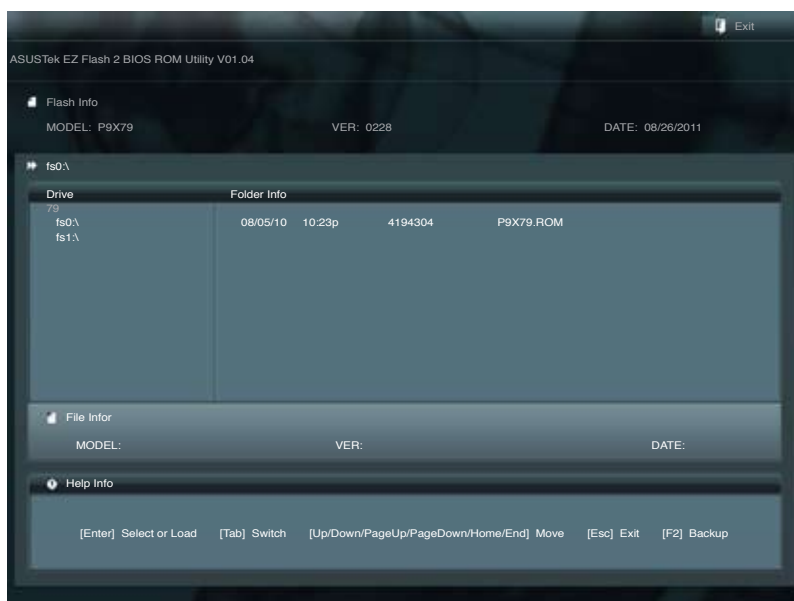 Exit
ASUSTek EZ Flash 2 BIOS ROM Utility V01.04
Flash Info
MODEL: P9X79 VER: 0228 DATE: 08/26/2011
fs0:\
Drive Folder Info
79
fs0:\ 08/05/10 10:23p 4194304 P9X79.ROM
fs1:\
File Infor
MODEL: VER: DATE:
Help Info
[Enter] Select or Load [Tab] Switch [Up/Down/PageUp/PageDown/Home/End] Move [Esc] Exit [F2] Backup